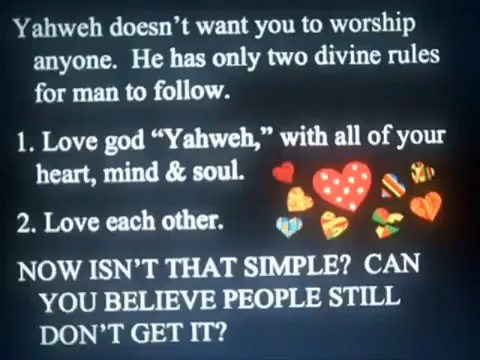 Yahweh doesn't want you to worship
anyone. He has only two divine rules
for man to follow.
1. Love god "Yahweh," with all of your
heart, mind & soul.
2. Love each other.
NOW ISN'T THAT SIMPLE? CAN
YOU BELIEVE PEOPLE STILL
DON'T GET IT?